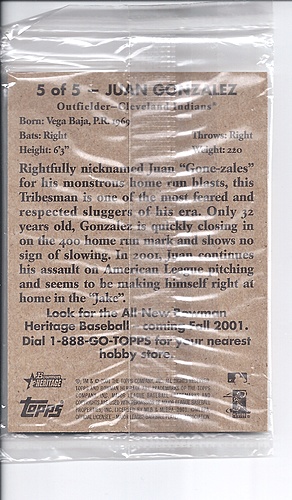 5 of 5 – JUAN GONZALEZ
Outfielder–Cleveland Indians®
Born: Vega Baja, P.R. 1969
Bats: Right Throws: Right
Height: 6'3" Weight: 220
Rightfully nicknamed Juan "Gone-zales"
for his monstrous home run blasts, this
Tribesman is one of the most feared and
respected sluggers of his era. Only 32
years old, Gonzalez is quickly closing in
on the 400 home run mark and shows no
sign of slowing. In 2001, Juan continues
his assault on American League pitching
and seems to be making himself right at
home in the "Jake".
Look for the All-New Bowman
Heritage Baseball - coming Fall 2001.
Dial 1-888-GO-TOPPS for your nearest
hobby store.
HERITAGE
TOPPS